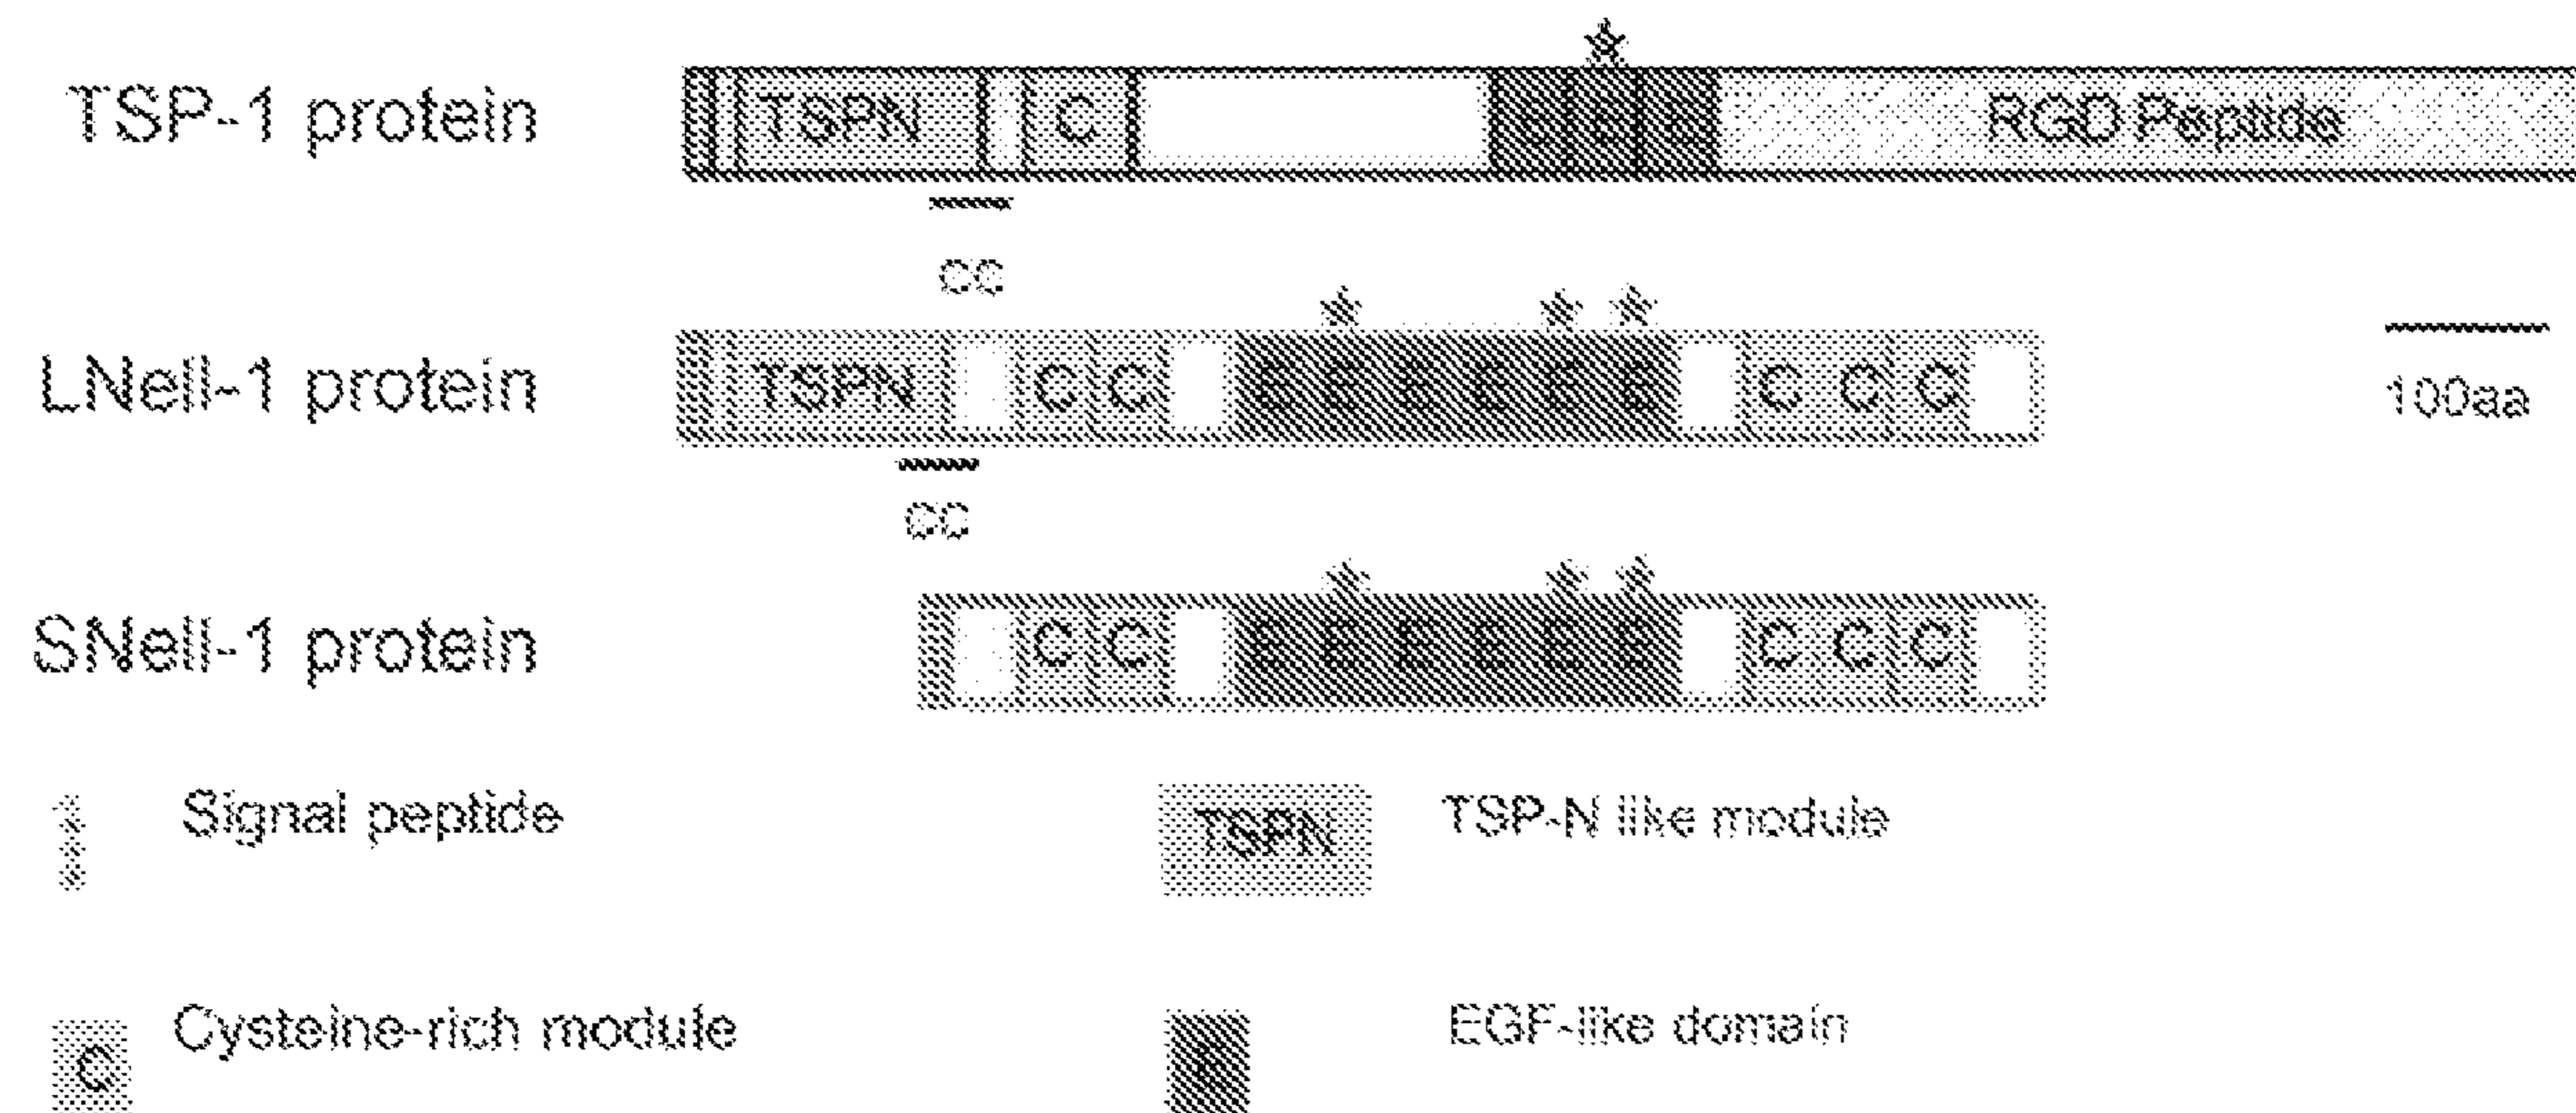 TSP-1 protein TSPN C E E E RGD Peptide
CC
LNell-1 protein TSPN C C E E E E E E C C C
100aa
CC
SNell-1 protein C C E E E E E E C C C
Signal peptide
TSPN TSP-N like module
C Cysteine-rich module
E EGF-like domain